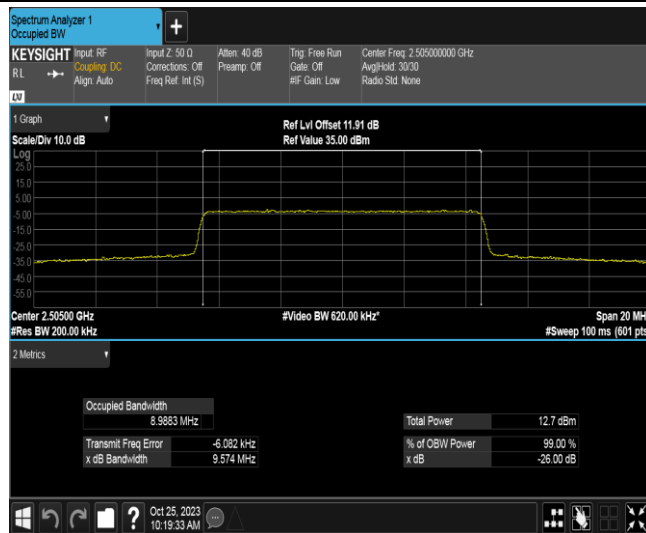 Spectrum Analyzer 1
Occupied BW
+
KEYSIGHT
RL
Input: RF
Coupling: DC
Align: Auto
Input Z: 50 Ω
Corrections: Off
Freq Ref: Int (S)
Atten: 40 dB
Preamp: Off
Trig: Free Run
Gate: Off
#IF Gain: Low
Center Freq: 2.505000000 GHz
Avg|Hold: 30/30
Radio Std: None
LXI
1 Graph
Scale/Div 10.0 dB
Ref Lvl Offset 11.91 dB
Ref Value 35.00 dBm
Log
25.0
15.0
5.00
-5.00
-15.0
-25.0
-35.0
-45.0
-55.0
Center 2.50500 GHz
#Video BW 620.00 kHz*
Span 20 MH
#Res BW 200.00 kHz
#Sweep 100 ms (601 pts
2 Metrics
Occupied Bandwidth
8.9883 MHz
Total Power 12.7 dBm
Transmit Freq Error -6.082 kHz
% of OBW Power 99.00 %
x dB Bandwidth 9.574 MHz
x dB -26.00 dB
?
Oct 25, 2023
10:19:33 AM